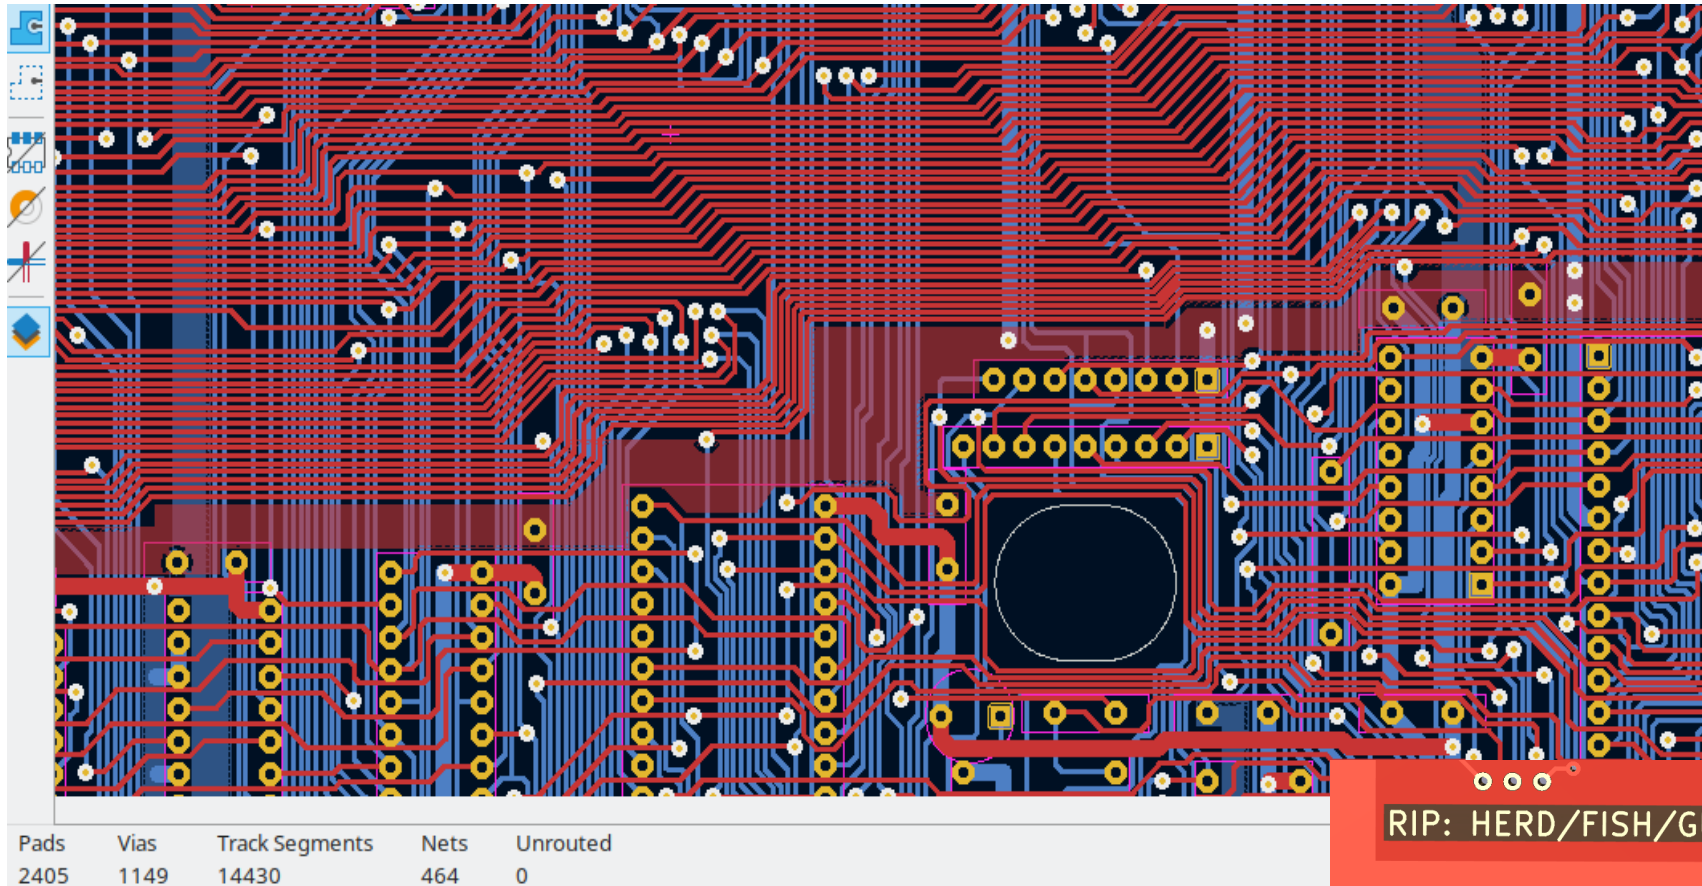 Pads Vias Track Segments Nets Unrouted
2405 1149 14430 464 0
RIP: HERD/FISH/G